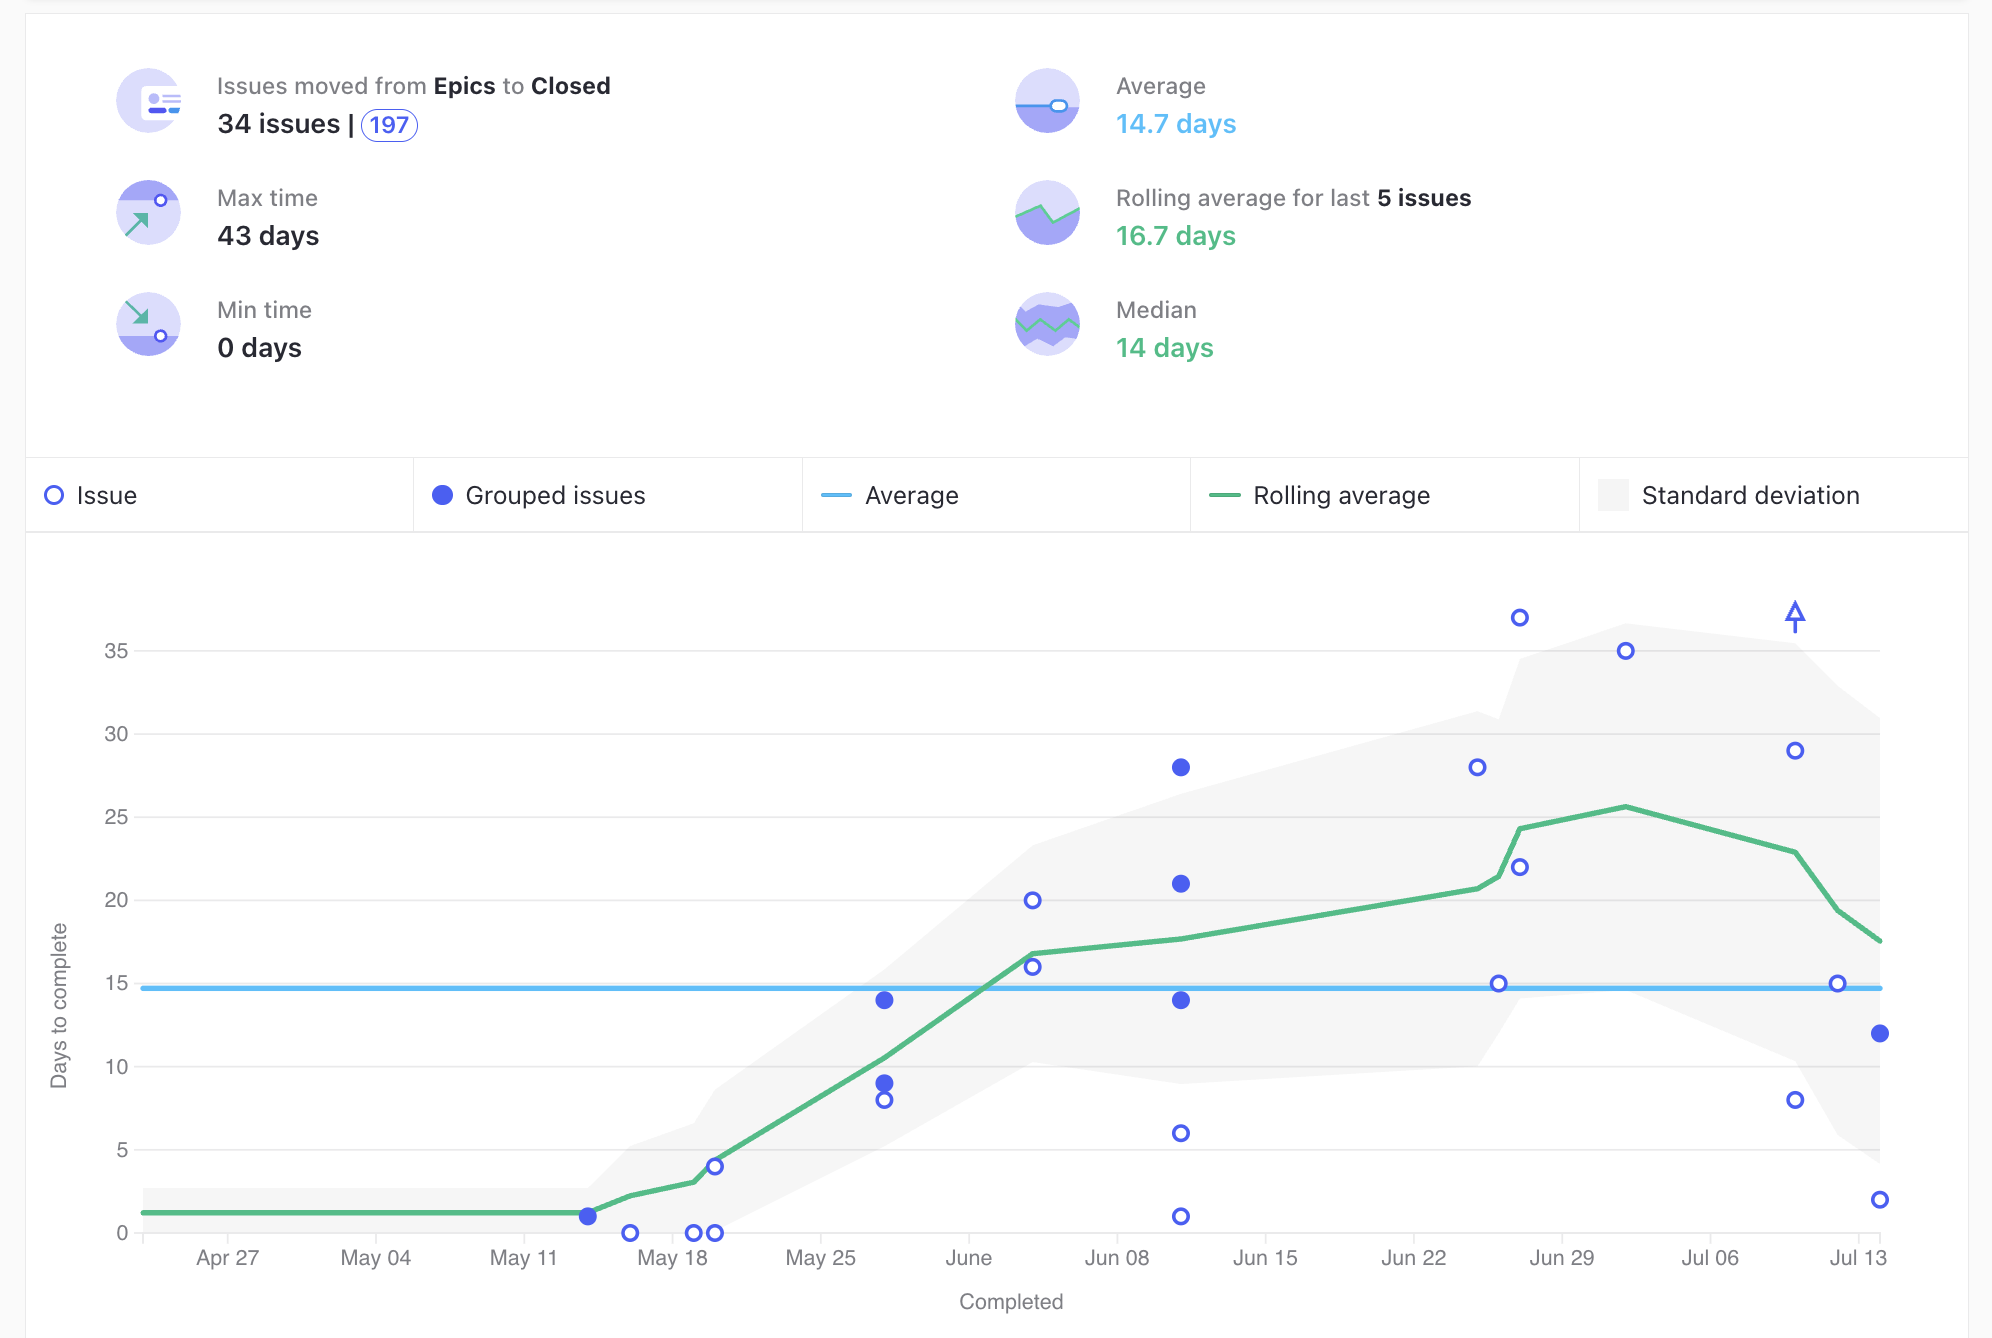 Issues moved from Epics to Closed
34 issues | 197
Max time
43 days
Min time
0 days
Average
14.7 days
Rolling average for last 5 issues
16.7 days
Median
14 days
Issue
Grouped issues
Average
Rolling average
Standard deviation
35
30
25
20
15
10
5
0
Days to complete
Apr 27
May 04
May 11
May 18
May 25
June
Jun 08
Jun 15
Jun 22
Jun 29
Jul 06
Jul 13
Completed